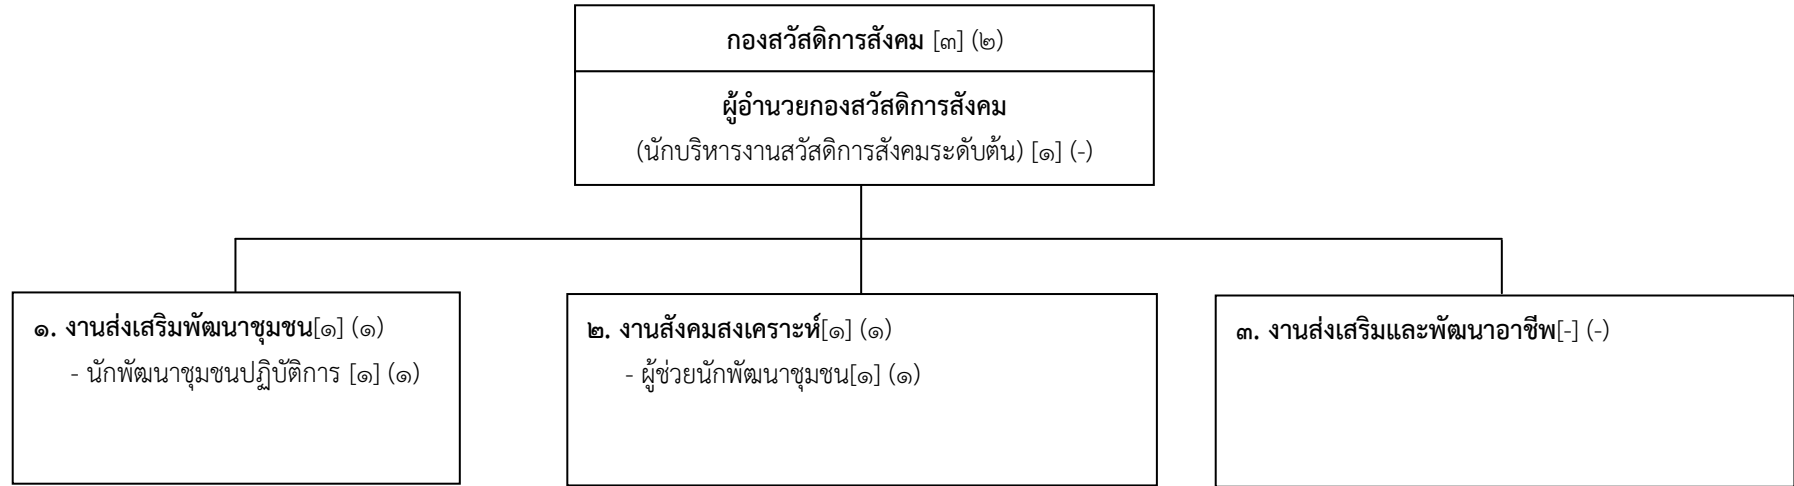 กองสวัสดิการสังคม [๓] (๒)
ผู้อำนวยกองสวัสดิการสังคม
(นักบริหารงานสวัสดิการสังคมระดับต้น) [๑] (-)
๑. งานส่งเสริมพัฒนาชุมชน[๑] (๑)
- นักพัฒนาชุมชนปฏิบัติการ [๑] (๑)
๒. งานสังคมสงเคราะห์[๑] (๑)
- ผู้ช่วยนักพัฒนาชุมชน[๑] (๑)
๓. งานส่งเสริมและพัฒนาอาชีพ[-] (-)